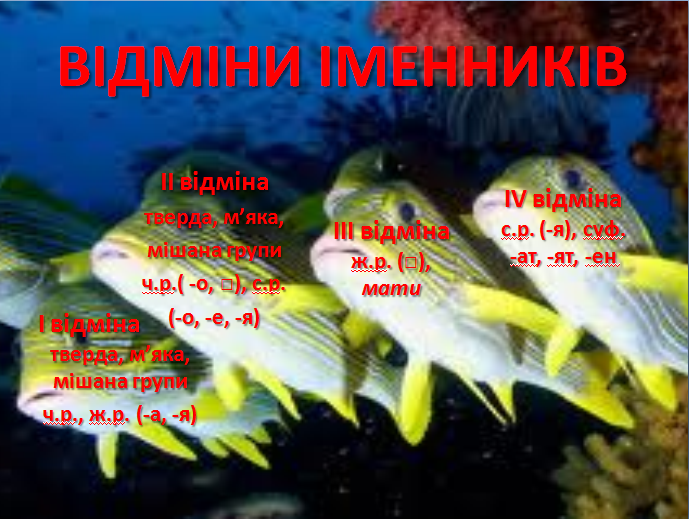 ВІДМІНИ ІМЕННИКІВ
І відміна
тверда, м’яка,
мішана групи
ч.р., ж.р. (-а, -я)
ІІ відміна
тверда, м’яка,
мішана групи
ч.р.( -о, □), с.р.
(-о, -е, -я)
ІІІ відміна
ж.р. (□),
мати
IV відміна
с.р. (-я), суф.
-ат, -ят, -ен